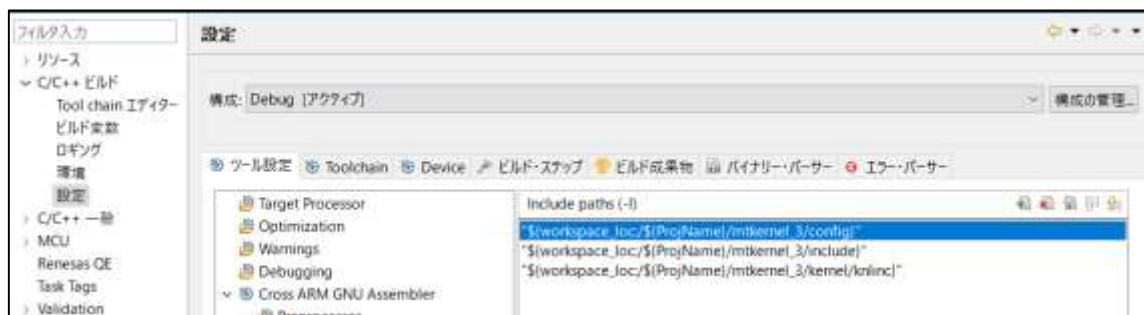 フィルタ入力
リソース
C/C++ ビルド
Tool chain エディター
ビルド変数
ロギング
環境
設定
C/C++ 一般
MCU
Renesas QE
Task Tags
Validation
設定
構成: Debug [アクティブ]
構成の管理...
ツール設定 Toolchain Device ビルド・ステップ ビルド成果物 バイナリー・パーサー エラー・パーサー
Target Processor
Optimization
Warnings
Debugging
Cross ARM GNU Assembler
Preprocessor
Include paths (-I)
"${workspace_loc:/${ProjName}/mtkernel_3/config}"
"${workspace_loc:/${ProjName}/mtkernel_3/include}"
"${workspace_loc:/${ProjName}/mtkernel_3/kernel/knlinc}"